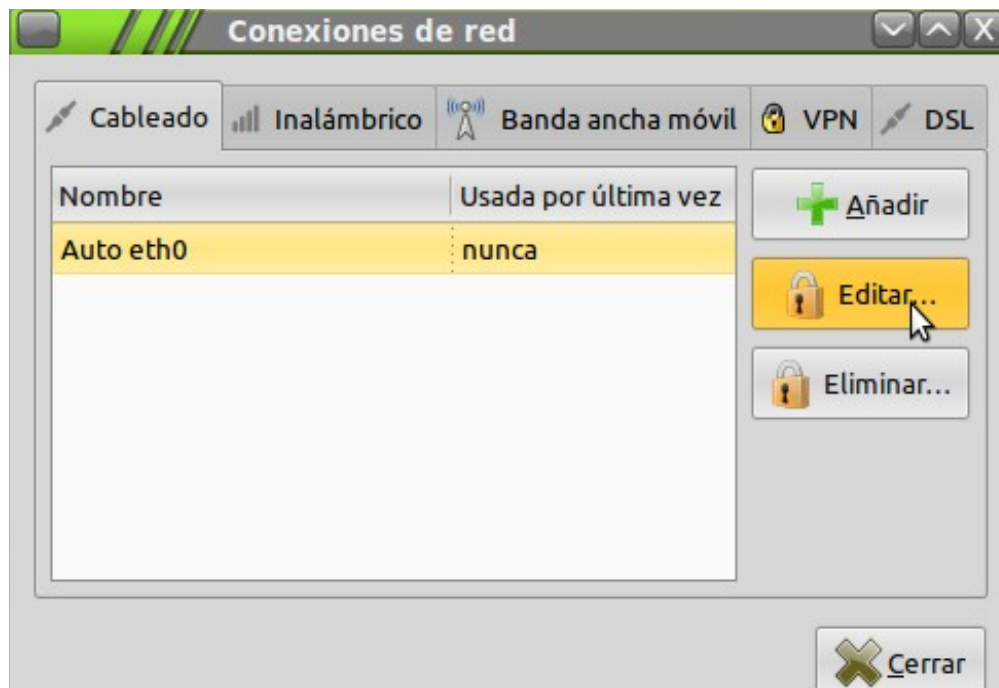 Conexiones de red
Cableado Inalámbrico Banda ancha móvil VPN DSL
Nombre Usada por última vez
Auto eth0 nunca
Añadir
Editar...
Eliminar...
Cerrar